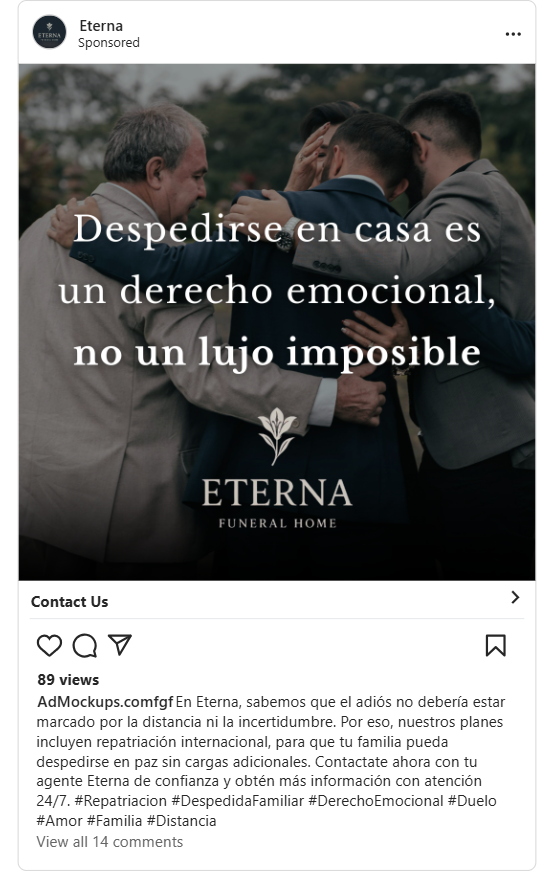 ETERNA
Eterna
Sponsored
Despedirse en casa es
un derecho emocional,
no un lujo imposible
ETERNA
FUNERAL HOME
Contact Us
89 views
AdMockups.comfgf En Eterna, sabemos que el adiós no debería estar
marcado por la distancia ni la incertidumbre. Por eso, nuestros planes
incluyen repatriación internacional, para que tu familia pueda
despedirse en paz sin cargas adicionales. Contactate ahora con tu
agente Eterna de confianza y obtén más información con atención
24/7. #Repatriacion #DespedidaFamiliar #DerechoEmocional #Duelo
#Amor #Familia #Distancia
View all 14 comments